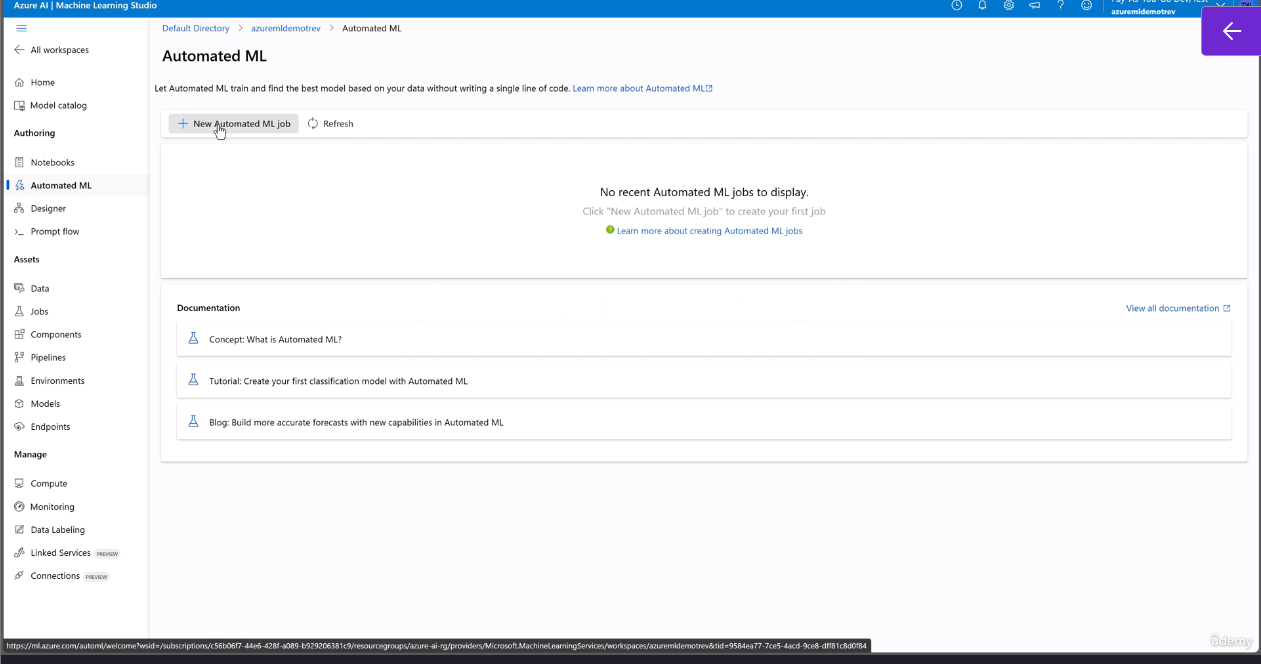 Azure AI | Machine Learning Studio
azuremldemotrev
Default Directory > azuremldemotrev > Automated ML
All workspaces
Home
Model catalog
Authoring
Notebooks
Automated ML
Designer
Prompt flow
Assets
Data
Jobs
Components
Pipelines
Environments
Models
Endpoints
Manage
Compute
Monitoring
Data Labeling
Linked Services PREVIEW
Connections PREVIEW
Automated ML
Let Automated ML train and find the best model based on your data without writing a single line of code. Learn more about Automated ML
New Automated ML job Refresh
No recent Automated ML jobs to display.
Click "New Automated ML job" to create your first job
Learn more about creating Automated ML jobs
Documentation View all documentation
Concept: What is Automated ML?
Tutorial: Create your first classification model with Automated ML
Blog: Build more accurate forecasts with new capabilities in Automated ML
https://ml.azure.com/automl/welcome?wsid=/subscriptions/c56b06f7-44e6-428f-a089-b929206381c9/resourcegroups/azure-ai-rg/providers/Microsoft.MachineLearningServices/workspaces/azuremldemotrev&tid=9584ea77-7ce5-4acd-9ce8-dff81c8d0f84
ûdemy